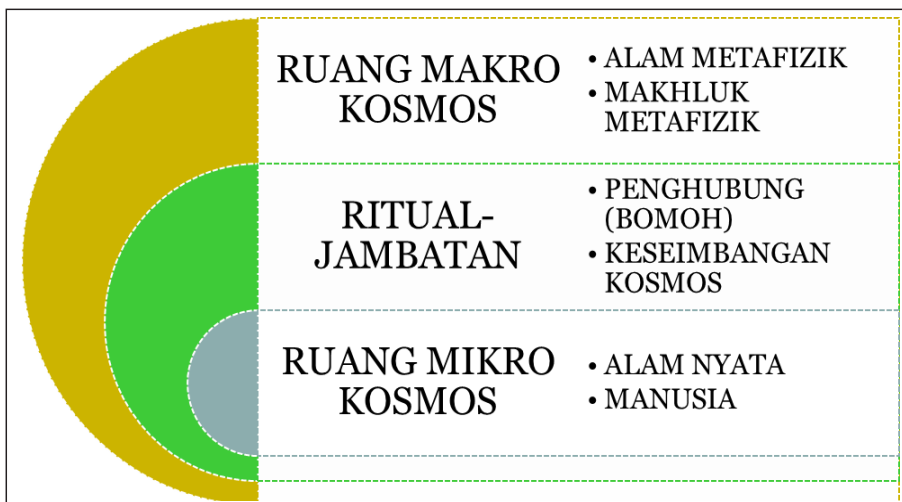 RUANG MAKRO
KOSMOS
• ALAM METAFIZIK
• MAKHLUK
METAFIZIK
RITUAL-
JAMBATAN
• PENGHUBUNG
(BOMOH)
• KESEIMBANGAN
KOSMOS
RUANG MIKRO
KOSMOS
• ALAM NYATA
• MANUSIA